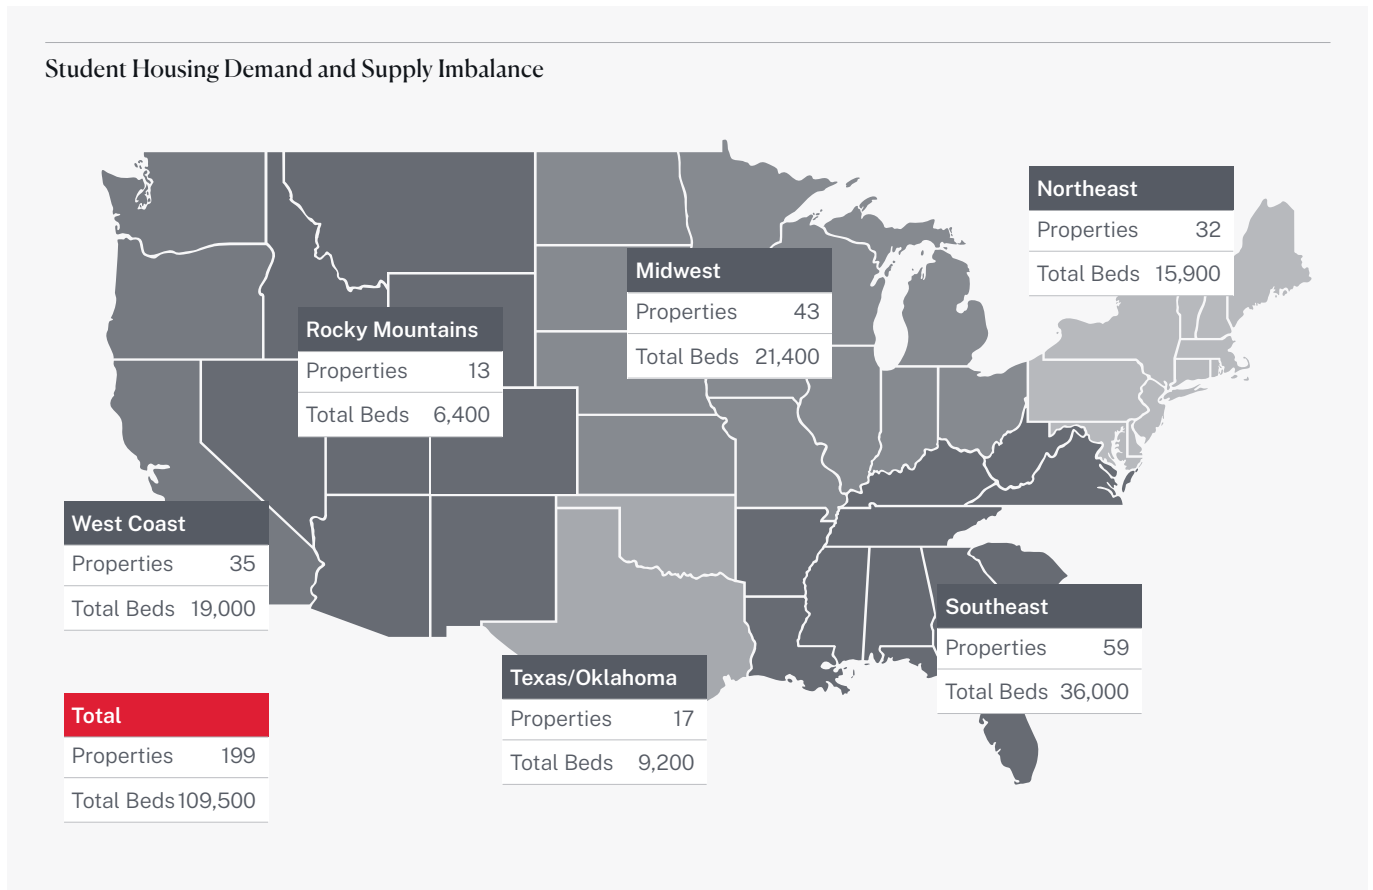 Student Housing Demand and Supply Imbalance
Northeast
Properties 32
Total Beds 15,900
Midwest
Properties 43
Total Beds 21,400
Rocky Mountains
Properties 13
Total Beds 6,400
West Coast
Properties 35
Total Beds 19,000
Southeast
Properties 59
Total Beds 36,000
Texas/Oklahoma
Properties 17
Total Beds 9,200
Total
Properties 199
Total Beds 109,500